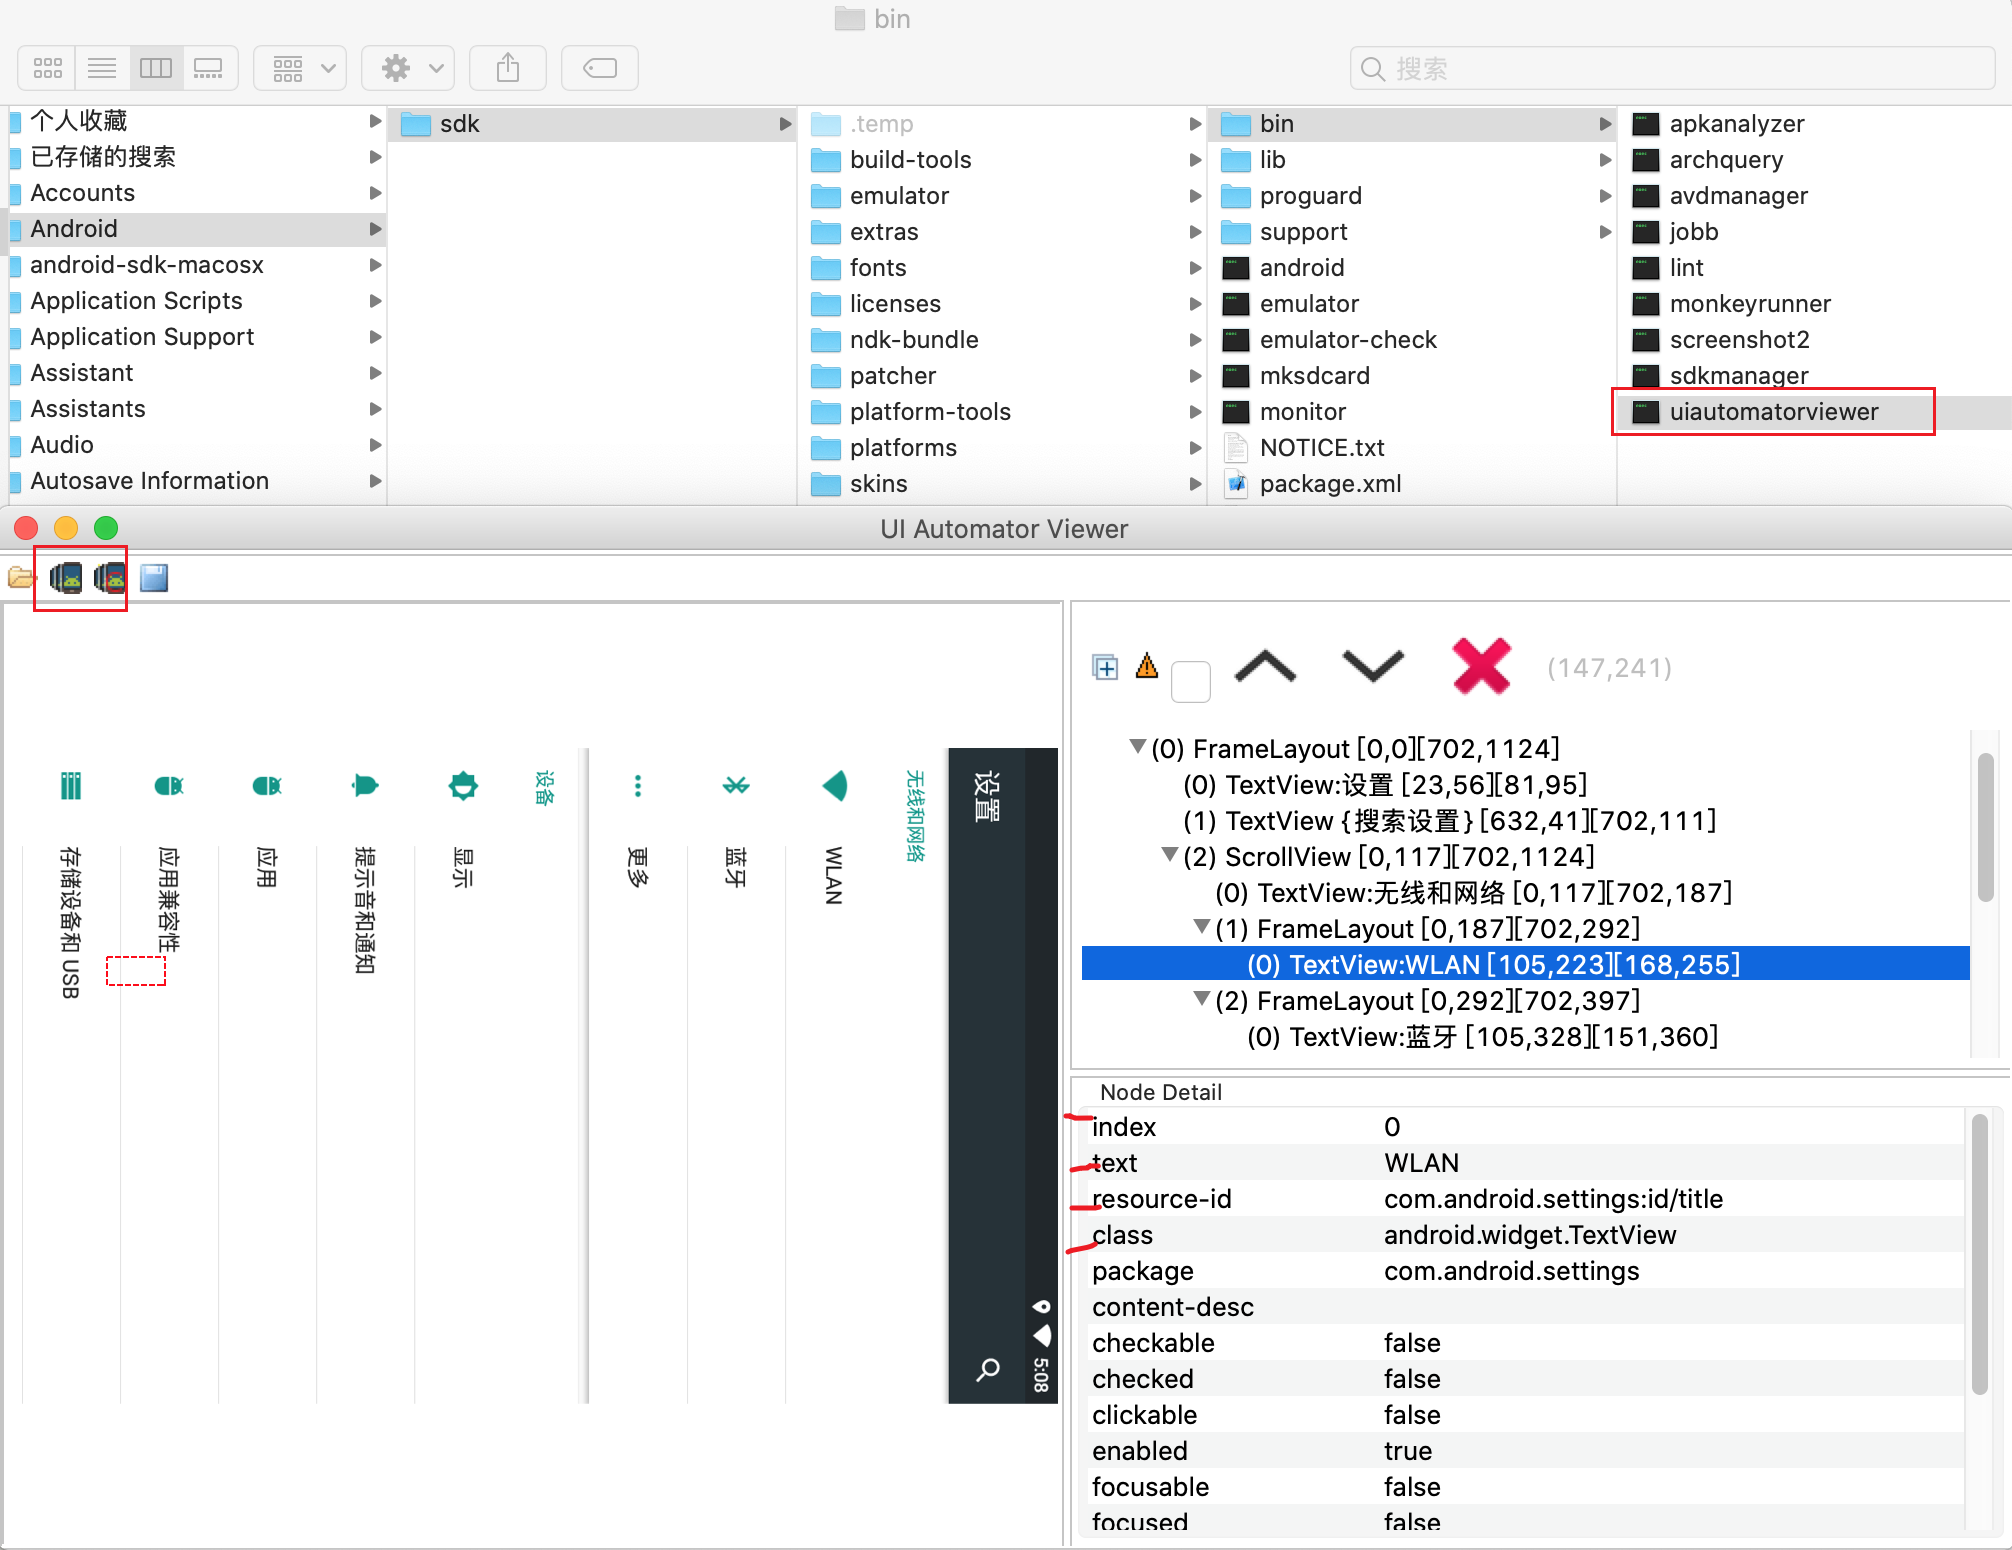 bin
搜索
个人收藏
已存储的搜索
Accounts
Android
android-sdk-macosx
Application Scripts
Application Support
Assistant
Assistants
Audio
Autosave Information
sdk
.temp
build-tools
emulator
extras
fonts
licenses
ndk-bundle
patcher
platform-tools
platforms
skins
bin
lib
proguard
support
android
emulator
emulator-check
mksdcard
monitor
NOTICE.txt
package.xml
apkanalyzer
archquery
avdmanager
jobb
lint
monkeyrunner
screenshot2
sdkmanager
uiautomatorviewer
UI Automator Viewer
5:08
设置
无线和网络
WLAN
蓝牙
更多
设备
显示
提示音和通知
应用
应用兼容性
存储设备和 USB
(147,241)
(0) FrameLayout [0,0][702,1124]
(0) TextView:设置 [23,56][81,95]
(1) TextView {搜索设置} [632,41][702,111]
(2) ScrollView [0,117][702,1124]
(0) TextView:无线和网络 [0,117][702,187]
(1) FrameLayout [0,187][702,292]
(0) TextView:WLAN [105,223][168,255]
(2) FrameLayout [0,292][702,397]
(0) TextView:蓝牙 [105,328][151,360]
Node Detail
index 0
text WLAN
resource-id com.android.settings:id/title
class android.widget.TextView
package com.android.settings
content-desc
checkable false
checked false
clickable false
enabled true
focusable false
focused false